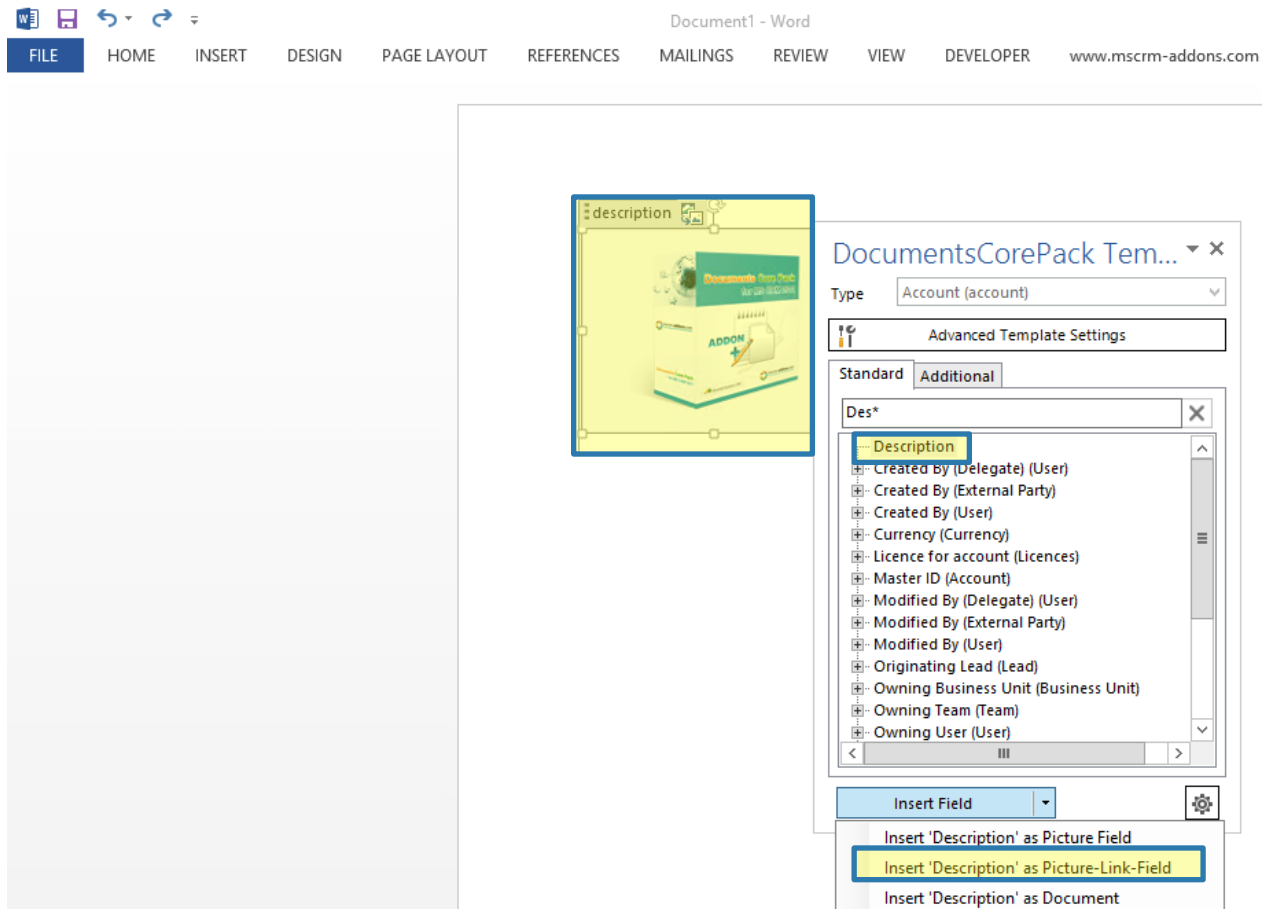 Document1 - Word
FILE HOME INSERT DESIGN PAGE LAYOUT REFERENCES MAILINGS REVIEW VIEW DEVELOPER www.mscrm-addons.com
description
Documents Core Pack
ADDON
DocumentsCorePack Tem...
Type Account (account)
Advanced Template Settings
Standard Additional
Des*
Description
Created By (Delegate) (User)
Created By (External Party)
Created By (User)
Currency (Currency)
Licence for account (Licences)
Master ID (Account)
Modified By (Delegate) (User)
Modified By (External Party)
Modified By (User)
Originating Lead (Lead)
Owning Business Unit (Business Unit)
Owning Team (Team)
Owning User (User)
Insert Field
Insert 'Description' as Picture Field
Insert 'Description' as Picture-Link-Field
Insert 'Description' as Document